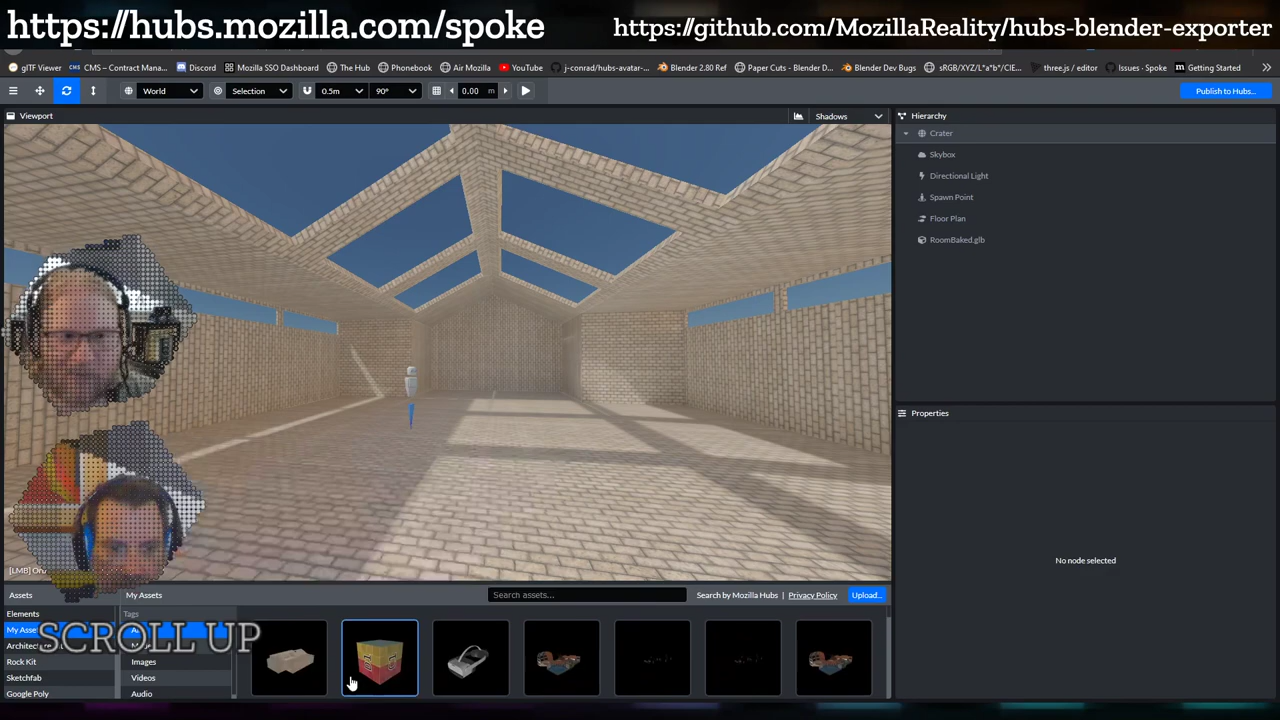 https://hubs.mozilla.com/spoke
https://github.com/MozillaReality/hubs-blender-exporter
glTF Viewer
CMS – Contract Mana...
Discord
Mozilla SSO Dashboard
The Hub
Phonebook
Air Mozilla
YouTube
j-conrad/hubs-avatar-...
Blender 2.80 Ref
Paper Cuts - Blender D...
Blender Dev Bugs
sRGB/XYZ/L*a*b*/CIE...
three.js / editor
Issues · Spoke
Getting Started
World
Selection
0.5m
90°
0.00 m
Publish to Hubs...
Viewport
Shadows
Hierarchy
Crater
Skybox
Directional Light
Spawn Point
Floor Plan
RoomBaked.glb
Properties
No node selected
[LMB] Or
Assets
My Assets
Search assets...
Search by Mozilla Hubs
Privacy Policy
Upload...
Elements
Tags
My Asse
SCROLL UP
Architecture
Images
Rock Kit
Videos
Sketchfab
Audio
Google Poly